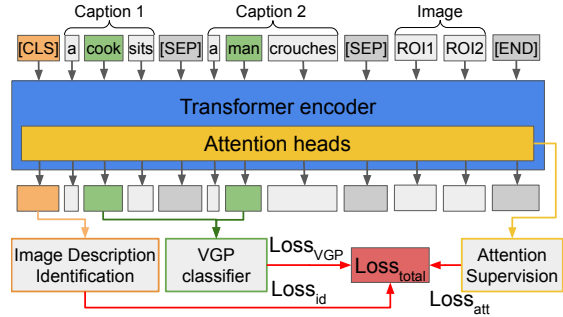 Caption 1 Caption 2 Image
[CLS] a cook sits [SEP] a man crouches [SEP] ROI1 ROI2 [END]
Transformer encoder
Attention heads
Image Description
Identification
VGP
classifier
Loss_VGP
Loss_total
Attention
Supervision
Loss_id
Loss_att